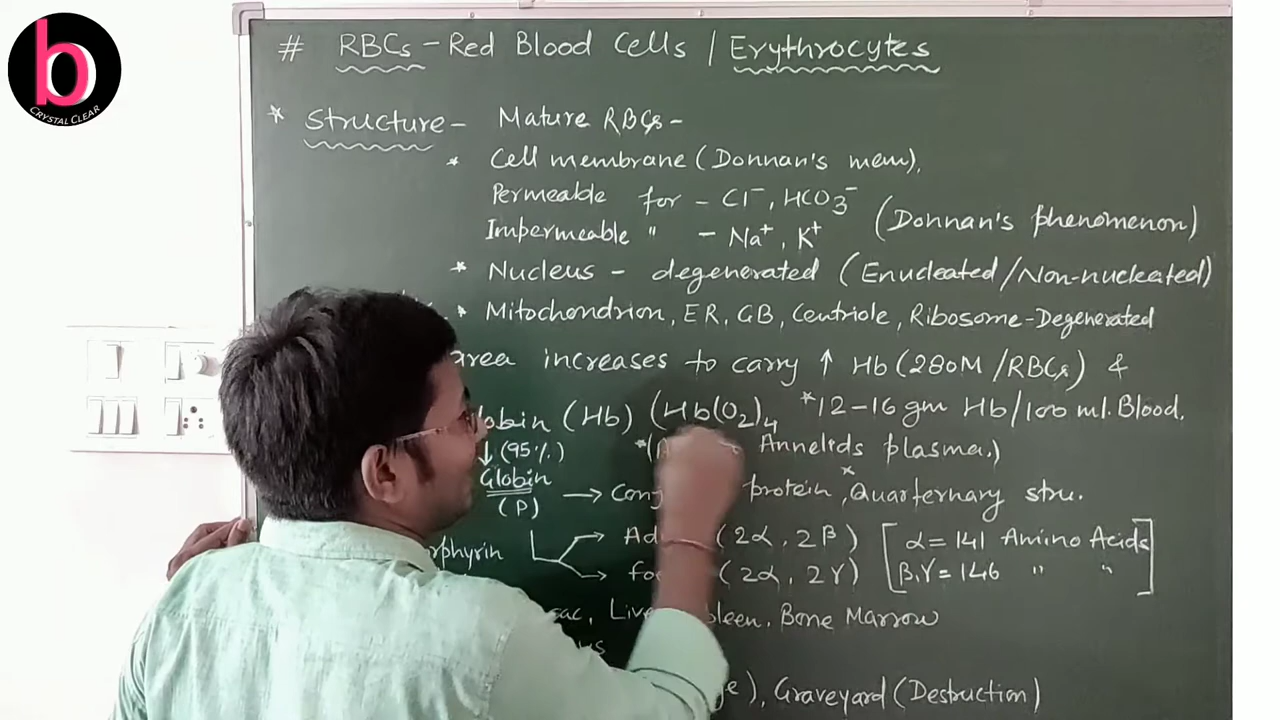 b
CRYSTAL CLEAR
# RBCs - Red Blood Cells / Erythrocytes
* Structure - Mature RBCs -
* Cell membrane (Donnan's mem),
Permeable for - Cl⁻, HCO₃⁻
(Donnan's phenomenon)
Impermeable " - Na⁺, K⁺
* Nucleus - degenerated (Enucleated/Non-nucleated)
* Mitochondrion, ER, GB, Centriole, Ribosome-Degenerated
area increases to carry ↑ Hb (280M /RBCs) &
(Hb) (Hb(O₂)₄ *12-16 gm Hb/100 ml. Blood.
↓ (95%) *( Annelids plasma.)
Globin → protein, * Quarternary stru.
(P)
(2α, 2β) [α = 141 Amino Acids
(2α, 2γ) β,γ = 146 " " ]
Bone Marrow
), Graveyard (Destruction)